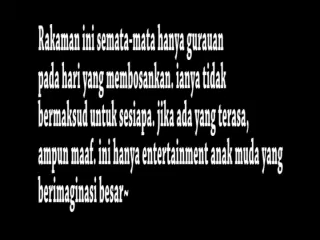 Rakaman ini semata-mata hanya gurauan
pada hari yang membosankan. ianya tidak
bermaksud untuk sesiapa. jika ada yang terasa,
ampun maaf. ini hanya entertainment anak muda yang
berimaginasi besar~